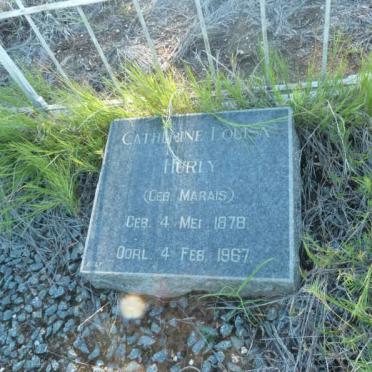 CATHERINE LOUISA
HURLY
(GEB. MARAIS)
GEB. 4 MEI 1878.
OORL. 4 FEB. 1967.